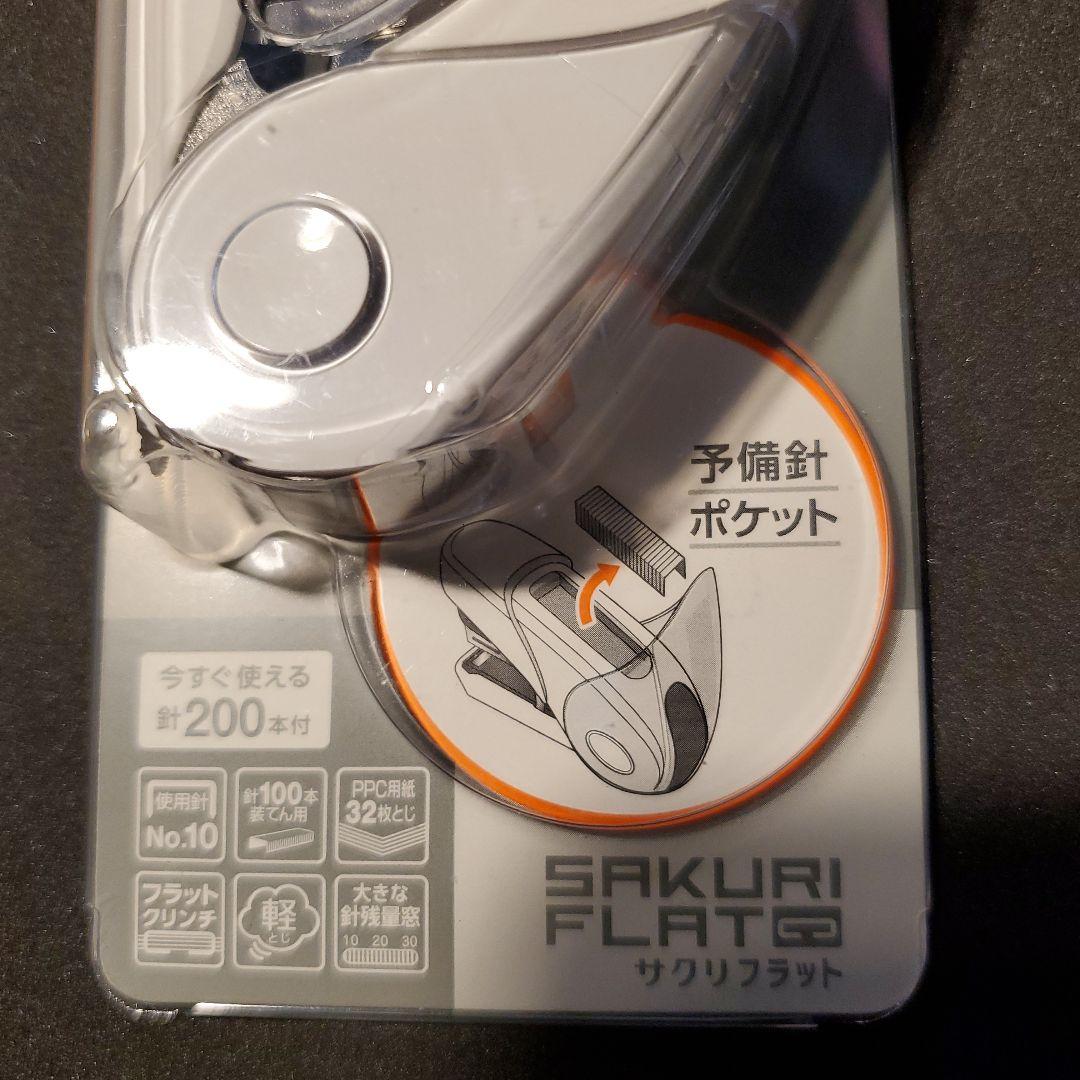 予備針
ポケット
今すぐ使える
針200本付
使用針
No.10
針100本
装てん用
PPC用紙
32枚とじ
フラット
クリンチ
軽
とじ
大きな
針残量窓
10 20 30
SAKURI
FLAT
サクリフラット